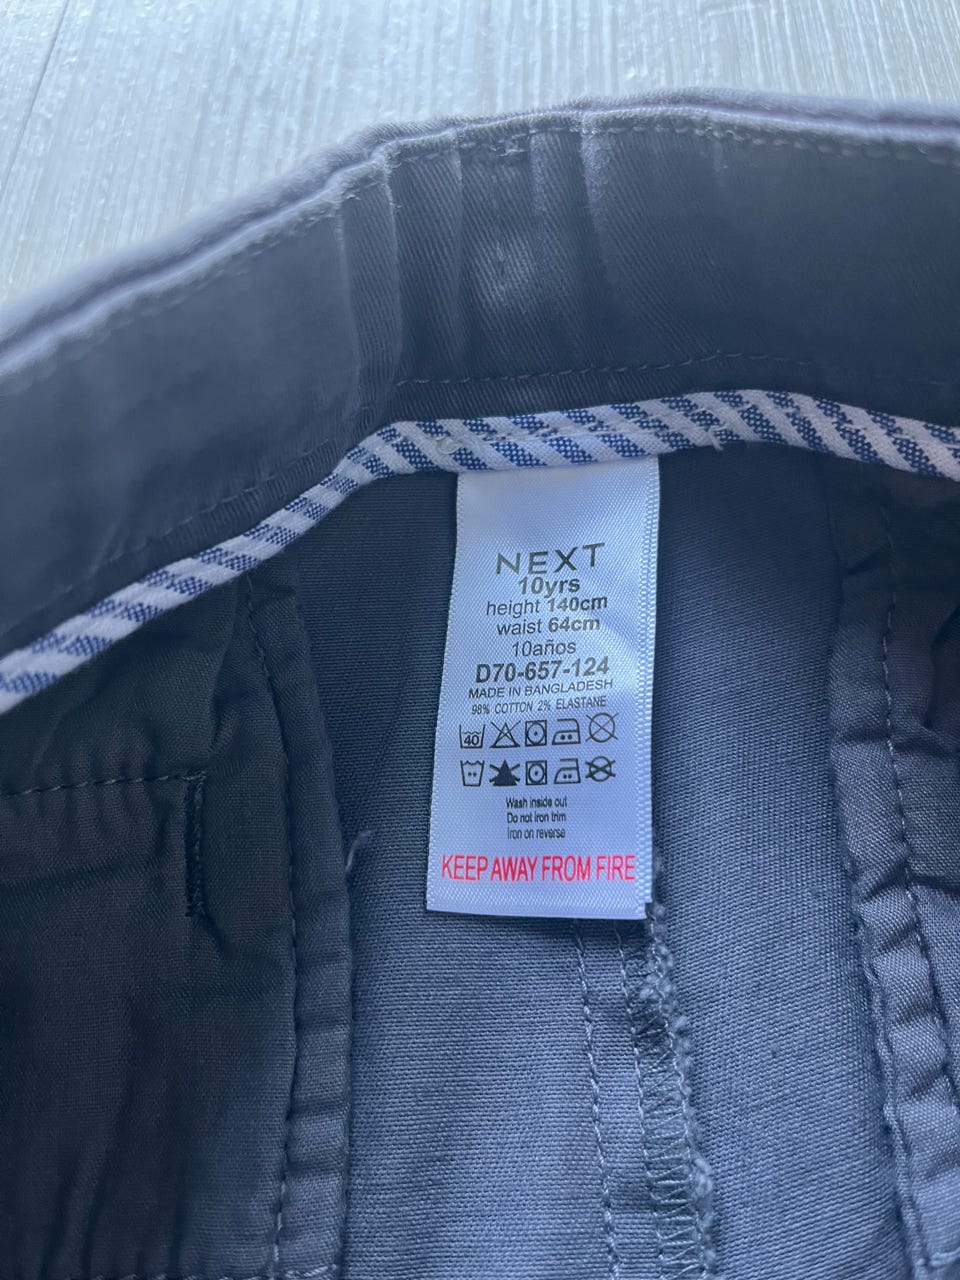 NEXT
10yrs
height 140cm
waist 64cm
10años
D70-657-124
MADE IN BANGLADESH
98% COTTON 2% ELASTANE
40
Wash inside out
Do not iron trim
Iron on reverse
KEEP AWAY FROM FIRE